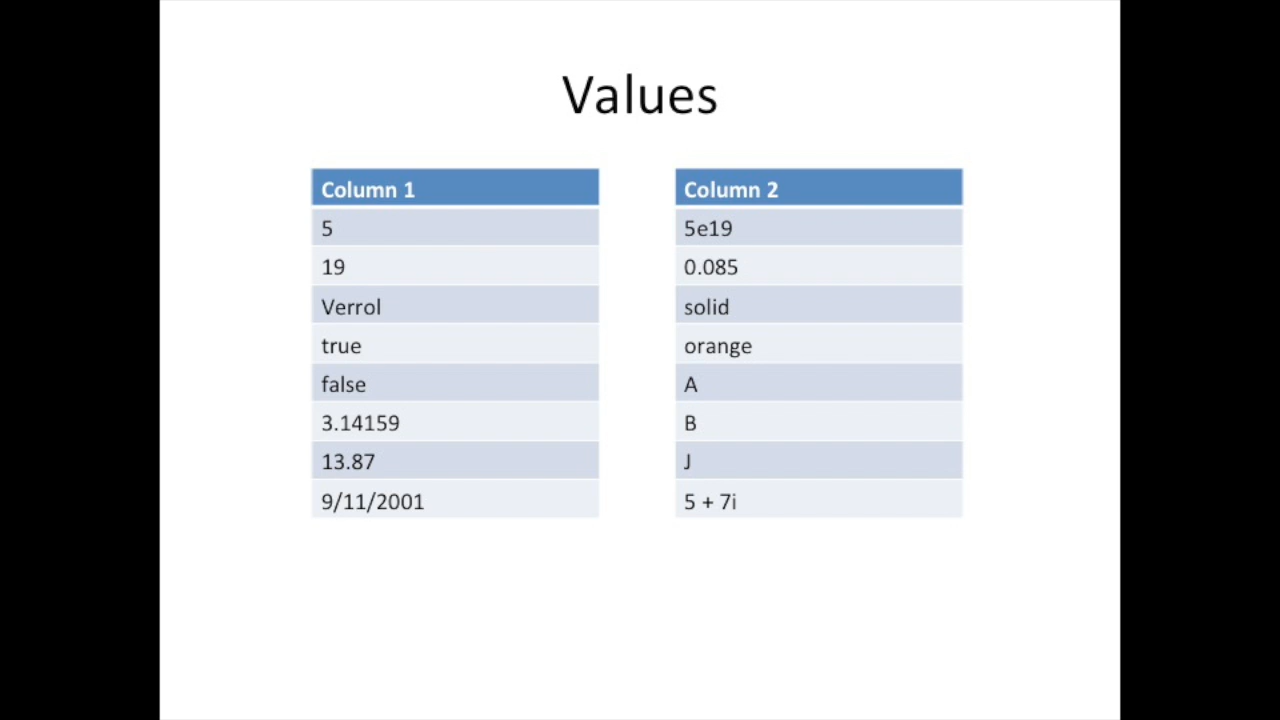 Values
Column 1
5
19
Verrol
true
false
3.14159
13.87
9/11/2001
Column 2
5e19
0.085
solid
orange
A
B
J
5 + 7i